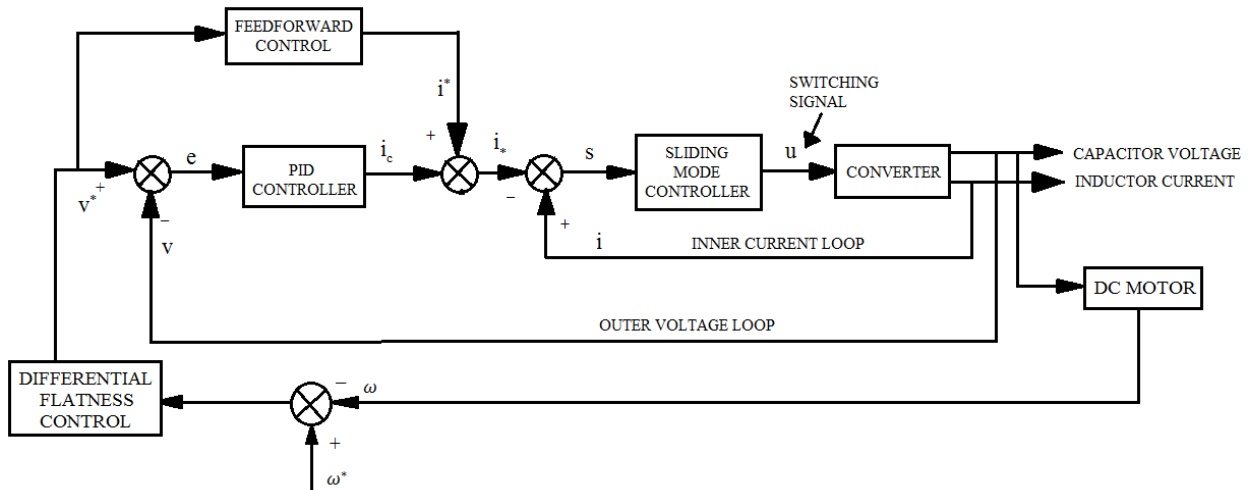 FEEDFORWARD
CONTROL
i*
SWITCHING
SIGNAL
+
e
i_c
i_*
s
u
PID
CONTROLLER
SLIDING
MODE
CONTROLLER
CONVERTER
CAPACITOR VOLTAGE
INDUCTOR CURRENT
+
v*
−
v
−
+
i
INNER CURRENT LOOP
DC MOTOR
OUTER VOLTAGE LOOP
DIFFERENTIAL
FLATNESS
CONTROL
−
ω
+
ω*